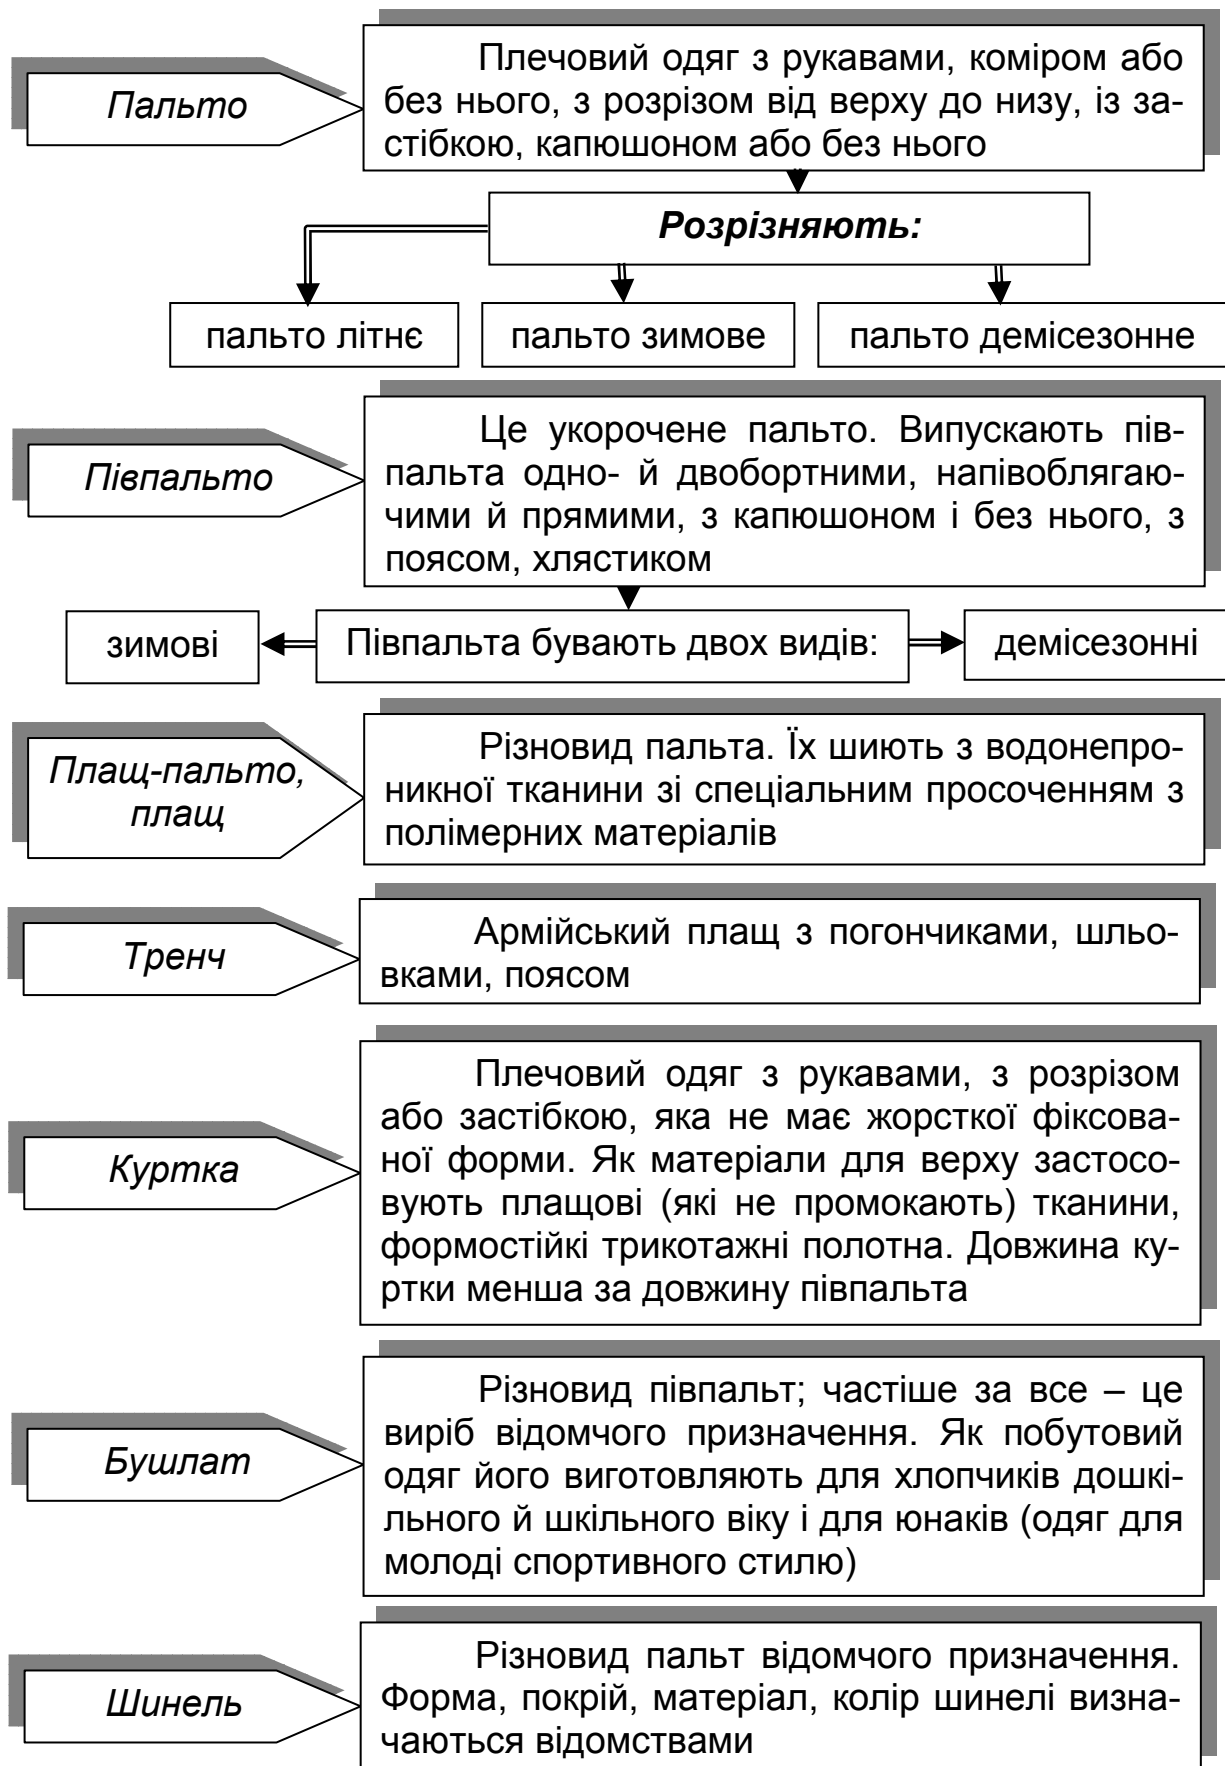 Пальто
Плечовий одяг з рукавами, коміром або
без нього, з розрізом від верху до низу, із за-
стібкою, капюшоном або без нього
Розрізняють:
пальто літнє
пальто зимове
пальто демісезонне
Півпальто
Це укорочене пальто. Випускають пів-
пальта одно- й двобортними, напівоблягаю-
чими й прямими, з капюшоном і без нього, з
поясом, хлястиком
зимові
Півпальта бувають двох видів:
демісезонні
Плащ-пальто,
плащ
Різновид пальта. Їх шиють з водонепро-
никної тканини зі спеціальним просоченням з
полімерних матеріалів
Тренч
Армійський плащ з погончиками, шльо-
вками, поясом
Куртка
Плечовий одяг з рукавами, з розрізом
або застібкою, яка не має жорсткої фіксова-
ної форми. Як матеріали для верху застосо-
вують плащові (які не промокають) тканини,
формостійкі трикотажні полотна. Довжина ку-
ртки менша за довжину півпальта
Бушлат
Різновид півпальт; частіше за все – це
виріб відомчого призначення. Як побутовий
одяг його виготовляють для хлопчиків дошкі-
льного й шкільного віку і для юнаків (одяг для
молоді спортивного стилю)
Шинель
Різновид пальт відомчого призначення.
Форма, покрій, матеріал, колір шинелі визна-
чаються відомствами